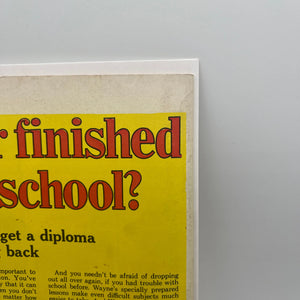 r finished
school?
get a diploma
g back
mportant to
on. You've
y that it can
en you don't
matter how
And you needn't be afraid of dropping
out all over again, if you had trouble with
school before. Wayne's specially prepared
lessons make even difficult subjects much